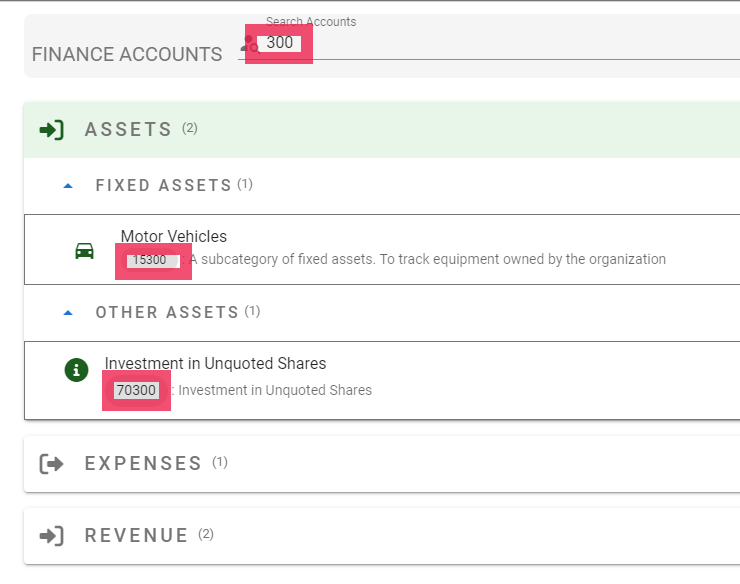 Search Accounts
FINANCE ACCOUNTS 300
ASSETS (2)
FIXED ASSETS (1)
Motor Vehicles
15300 : A subcategory of fixed assets. To track equipment owned by the organization
OTHER ASSETS (1)
Investment in Unquoted Shares
70300 : Investment in Unquoted Shares
EXPENSES (1)
REVENUE (2)